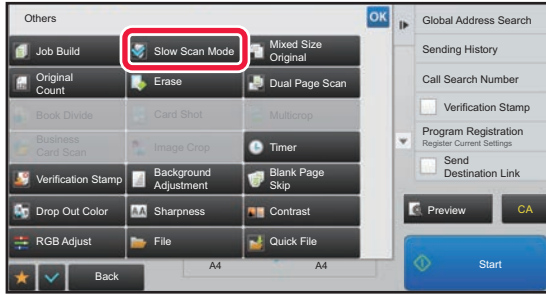 Others
OK
Job Build
Slow Scan Mode
Mixed Size
Original
Original
Count
Erase
Dual Page Scan
Book Divide
Card Shot
Multicrop
Business
Card Scan
Image Crop
Timer
Verification Stamp
Background
Adjustment
Blank Page
Skip
Drop Out Color
AA
Sharpness
Contrast
RGB Adjust
File
Quick File
Back
A4
A4
Global Address Search
Sending History
Call Search Number
Verification Stamp
Program Registration
Register Current Settings
Send
Destination Link
Preview
CA
Start